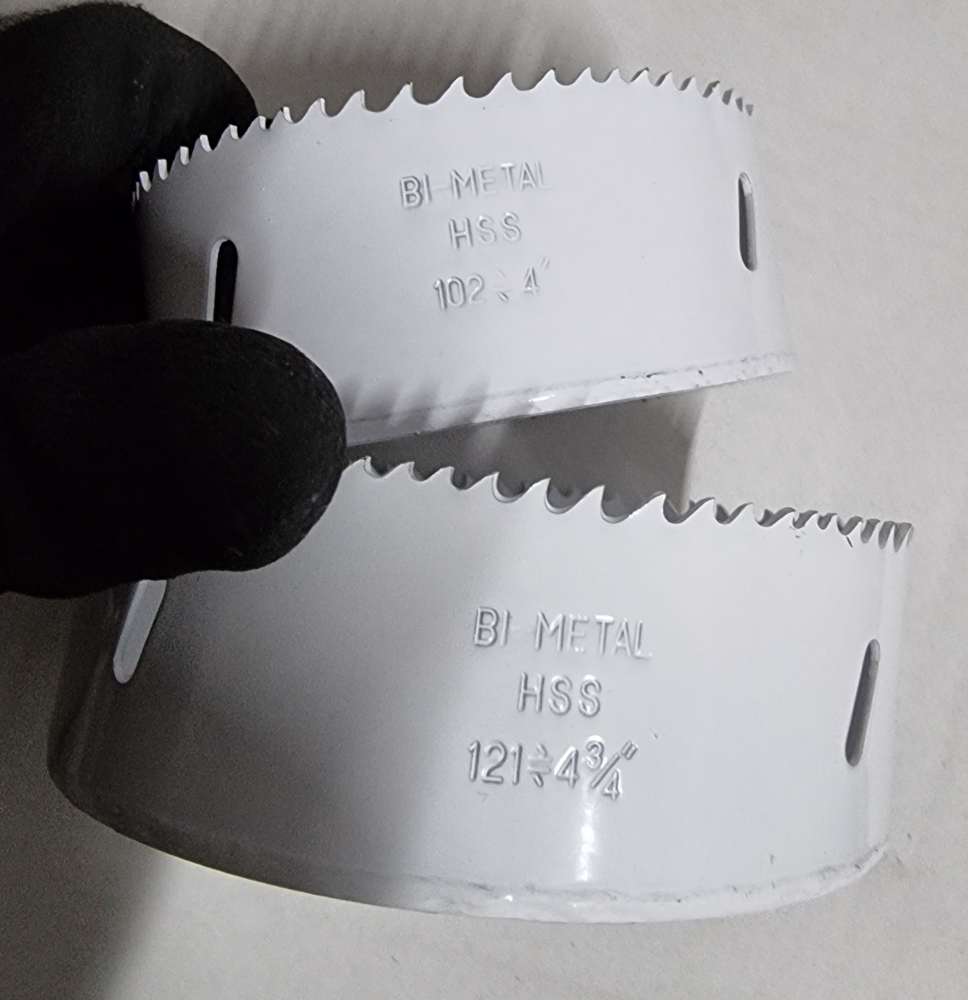 BI-METAL
HSS
102÷4"
BI METAL
HSS
121÷4¾"